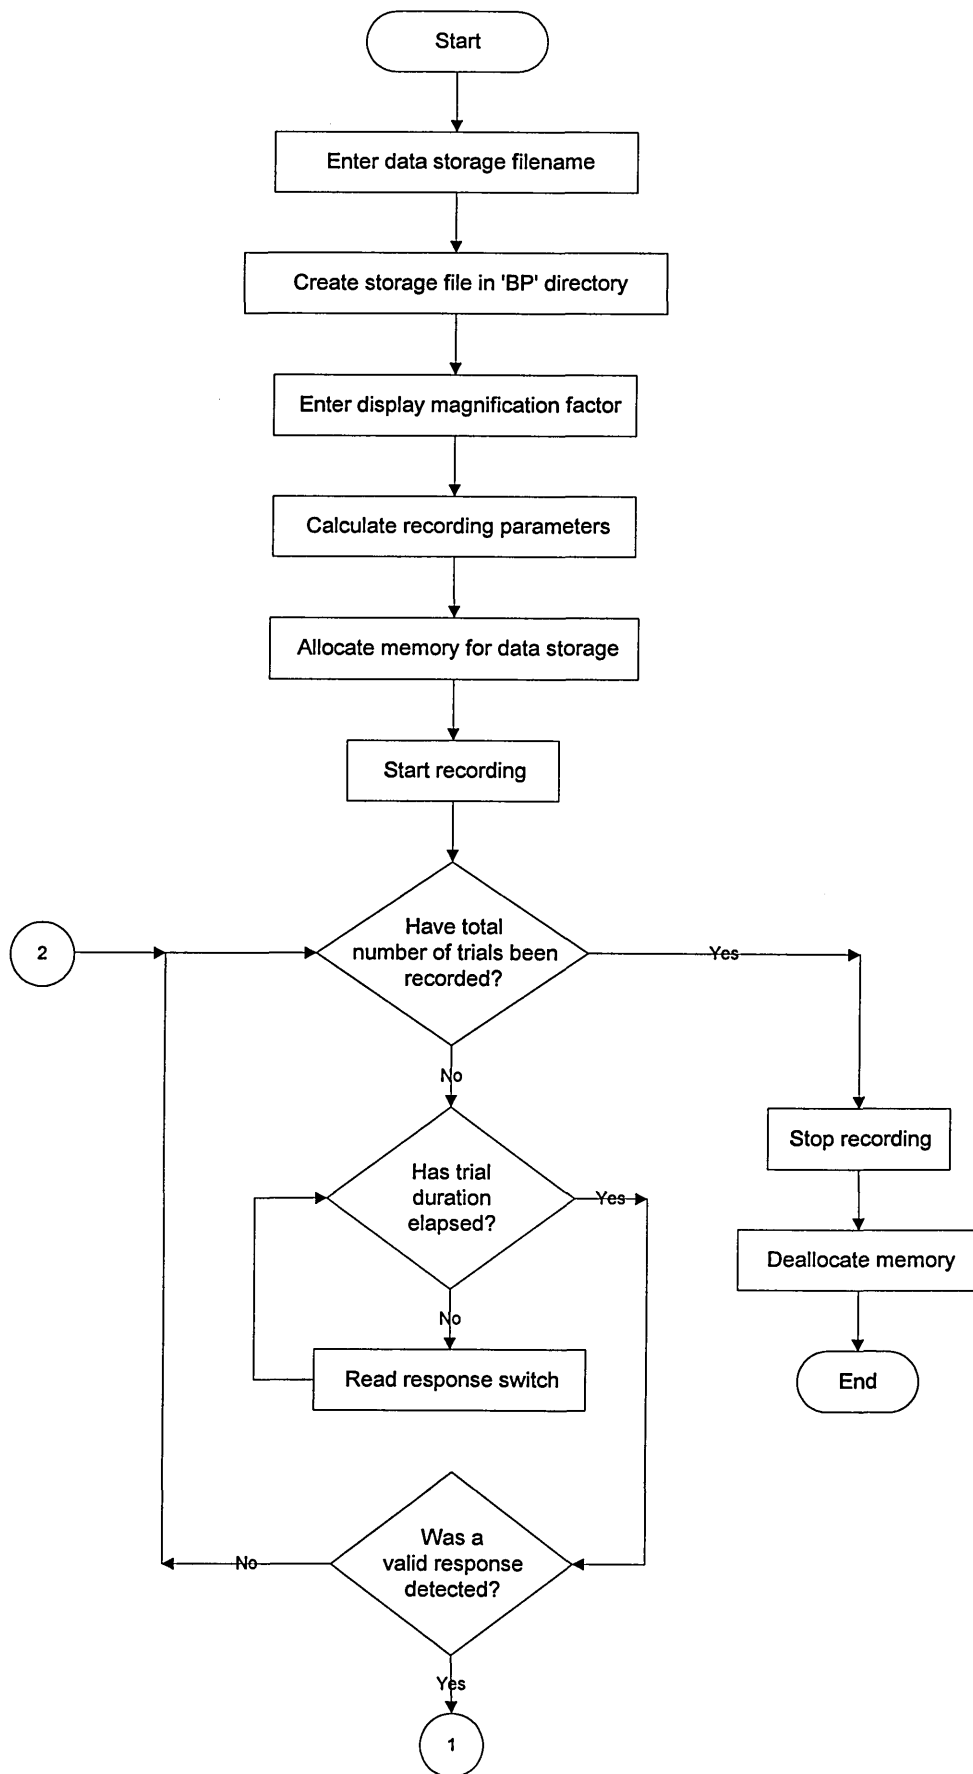 Start
Enter data storage filename
Create storage file in 'BP' directory
Enter display magnification factor
Calculate recording parameters
Allocate memory for data storage
Start recording
Have total
number of trials been
recorded?
2
Yes
No
Has trial
duration
elapsed?
Yes
Stop recording
No
Deallocate memory
Read response switch
End
Was a
valid response
detected?
No
Yes
1